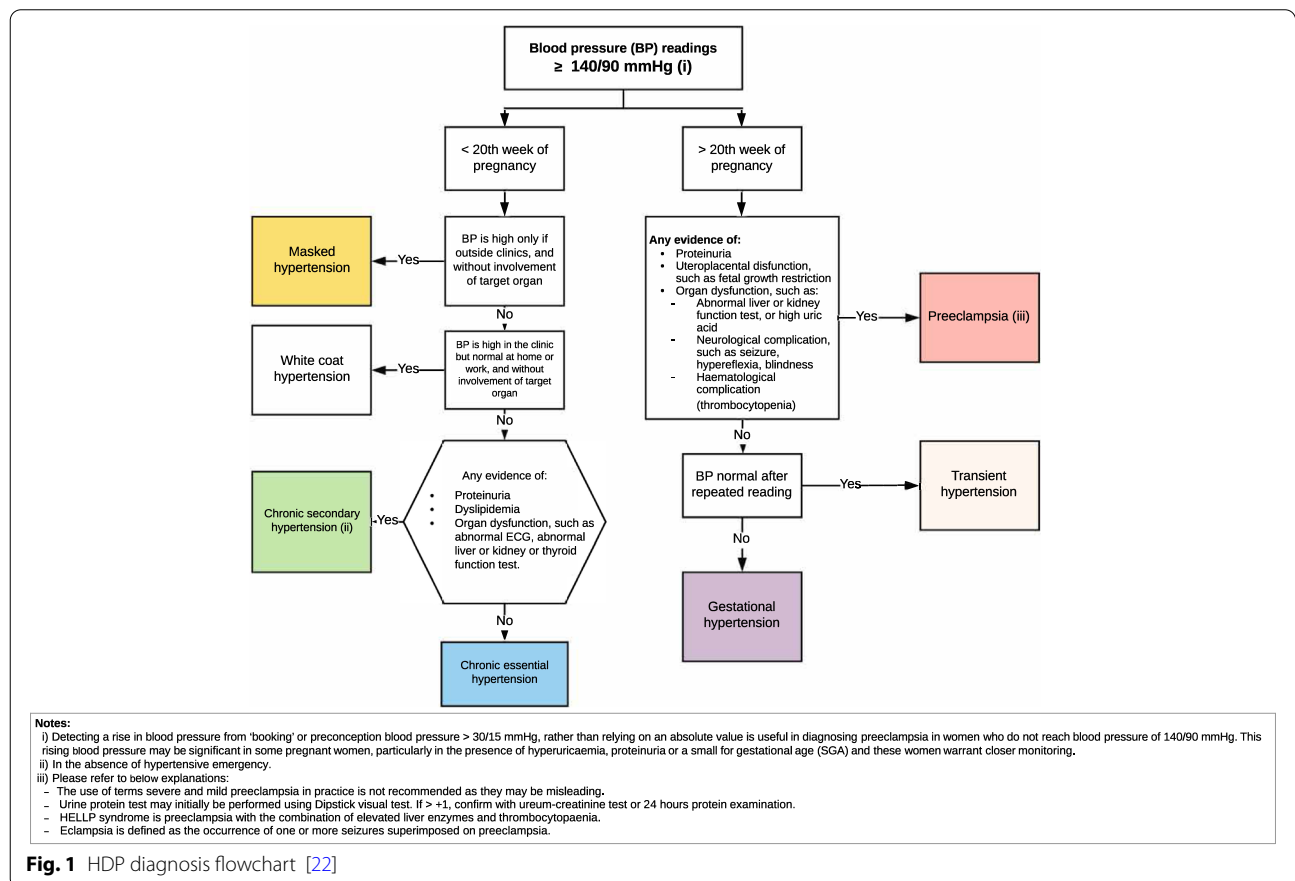 Blood pressure (BP) readings
≥ 140/90 mmHg (i)
< 20th week of
pregnancy
> 20th week of
pregnancy
BP is high only if
outside clinics, and
without involvement
of target organ
Yes
Masked
hypertension
No
BP is high in the clinic
but normal at home or
work, and without
involvement of target
organ
Yes
White coat
hypertension
No
Any evidence of:
• Proteinuria
• Dyslipidemia
• Organ dysfunction, such as
abnormal ECG, abnormal
liver or kidney or thyroid
function test.
Yes
Chronic secondary
hypertension (ii)
No
Chronic essential
hypertension
Any evidence of:
• Proteinuria
• Uteroplacental disfunction,
such as fetal growth restriction
• Organ dysfunction, such as:
- Abnormal liver or kidney
function test, or high uric
acid
- Neurological complication,
such as seizure,
hypereflexia, blindness
- Haematological
complication
(thrombocytopenia)
Yes
Preeclampsia (iii)
No
BP normal after
repeated reading
Yes
Transient
hypertension
No
Gestational
hypertension
Notes:
i) Detecting a rise in blood pressure from ‘booking’ or preconception blood pressure > 30/15 mmHg, rather than relying on an absolute value is useful in diagnosing preeclampsia in women who do not reach blood pressure of 140/90 mmHg. This
rising blood pressure may be significant in some pregnant women, particularly in the presence of hyperuricaemia, proteinuria or a small for gestational age (SGA) and these women warrant closer monitoring.
ii) In the absence of hypertensive emergency.
iii) Please refer to below explanations:
– The use of terms severe and mild preeclampsia in practice is not recommended as they may be misleading.
– Urine protein test may initially be performed using Dipstick visual test. If > +1, confirm with ureum-creatinine test or 24 hours protein examination.
– HELLP syndrome is preeclampsia with the combination of elevated liver enzymes and thrombocytopaenia.
– Eclampsia is defined as the occurrence of one or more seizures superimposed on preeclampsia.
Fig. 1 HDP diagnosis flowchart [22]